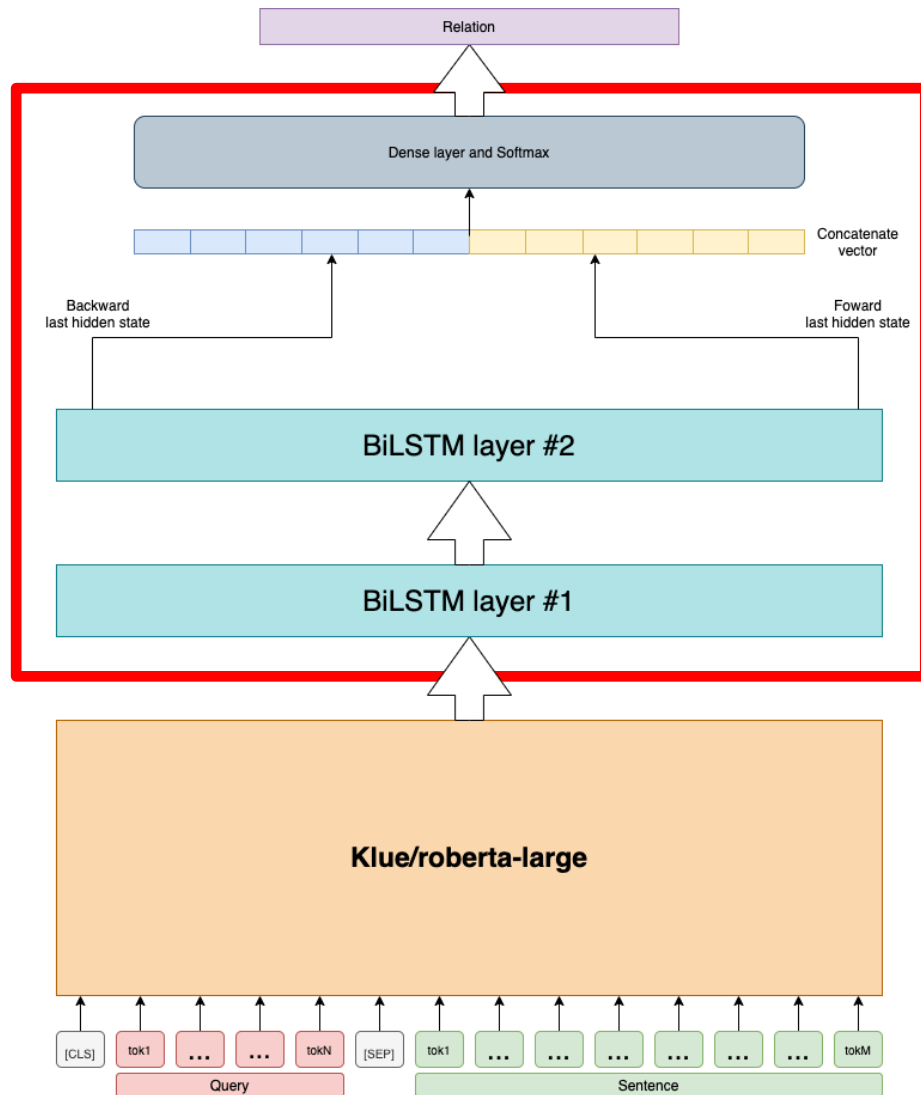 Relation
Dense layer and Softmax
Concatenate
vector
Backward
last hidden state
Foward
last hidden state
BiLSTM layer #2
BiLSTM layer #1
Klue/roberta-large
[CLS] tok1 ... ... tokN [SEP] tok1 ... ... ... ... ... ... tokM
Query Sentence